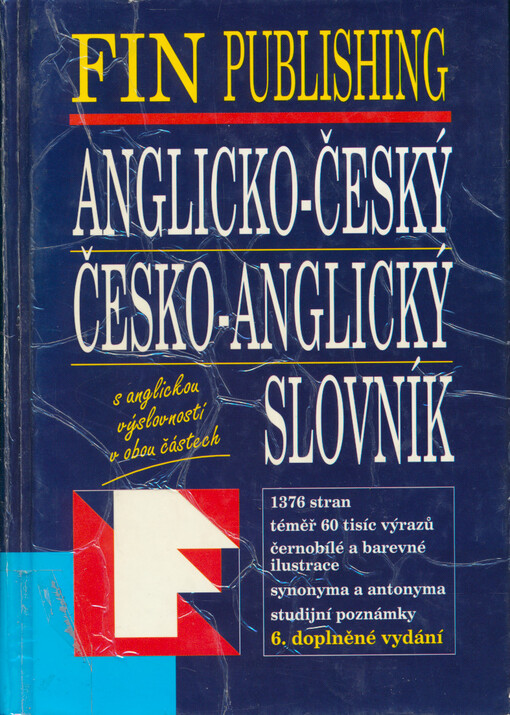 FIN PUBLISHING
ANGLICKO-ČESKÝ
ČESKO-ANGLICKÝ
SLOVNÍK
s anglickou
výslovností
v obou částech
1376 stran
téměř 60 tisíc výrazů
černobílé a barevné
ilustrace
synonyma a antonyma
studijní poznámky
6. doplněné vydání